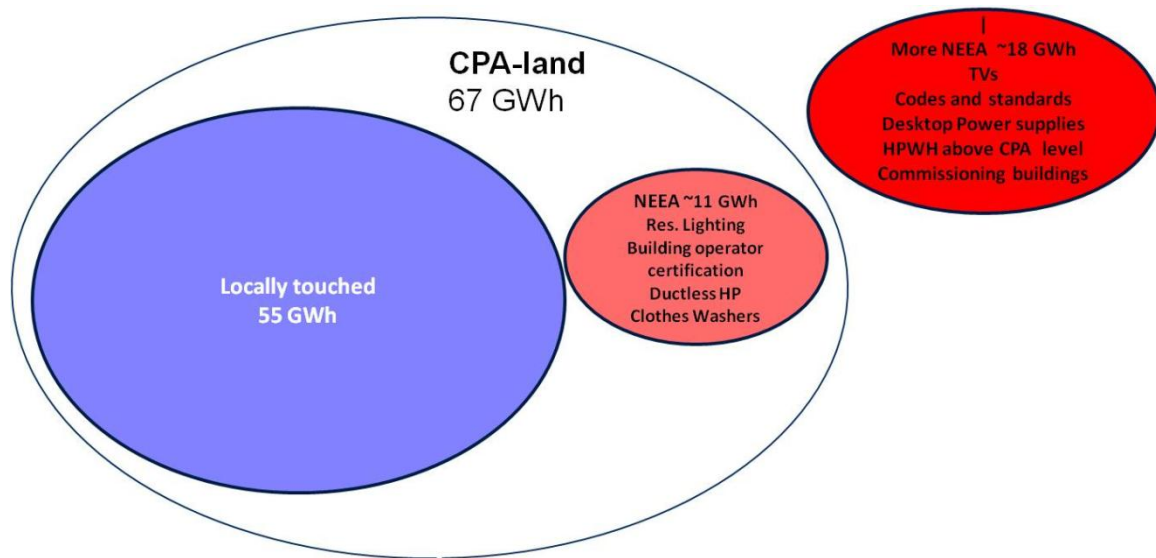 CPA-land
67 GWh
Locally touched
55 GWh
NEEA ~11 GWh
Res. Lighting
Building operator
certification
Ductless HP
Clothes Washers
l
More NEEA ~18 GWh
TVs
Codes and standards
Desktop Power supplies
HPWH above CPA level
Commissioning buildings